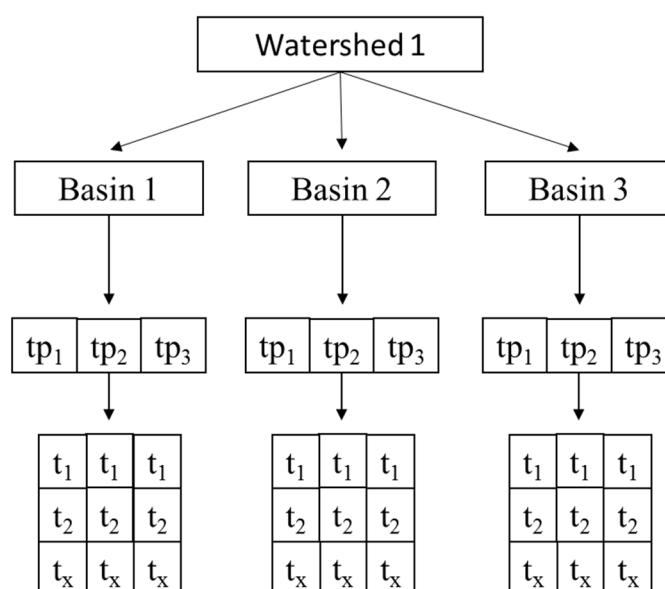 Watershed 1
Basin 1 Basin 2 Basin 3
tp₁ tp₂ tp₃ tp₁ tp₂ tp₃ tp₁ tp₂ tp₃
t₁ t₁ t₁ t₁ t₁ t₁ t₁ t₁ t₁
t₂ t₂ t₂ t₂ t₂ t₂ t₂ t₂ t₂
tₓ tₓ tₓ tₓ tₓ tₓ tₓ tₓ tₓ